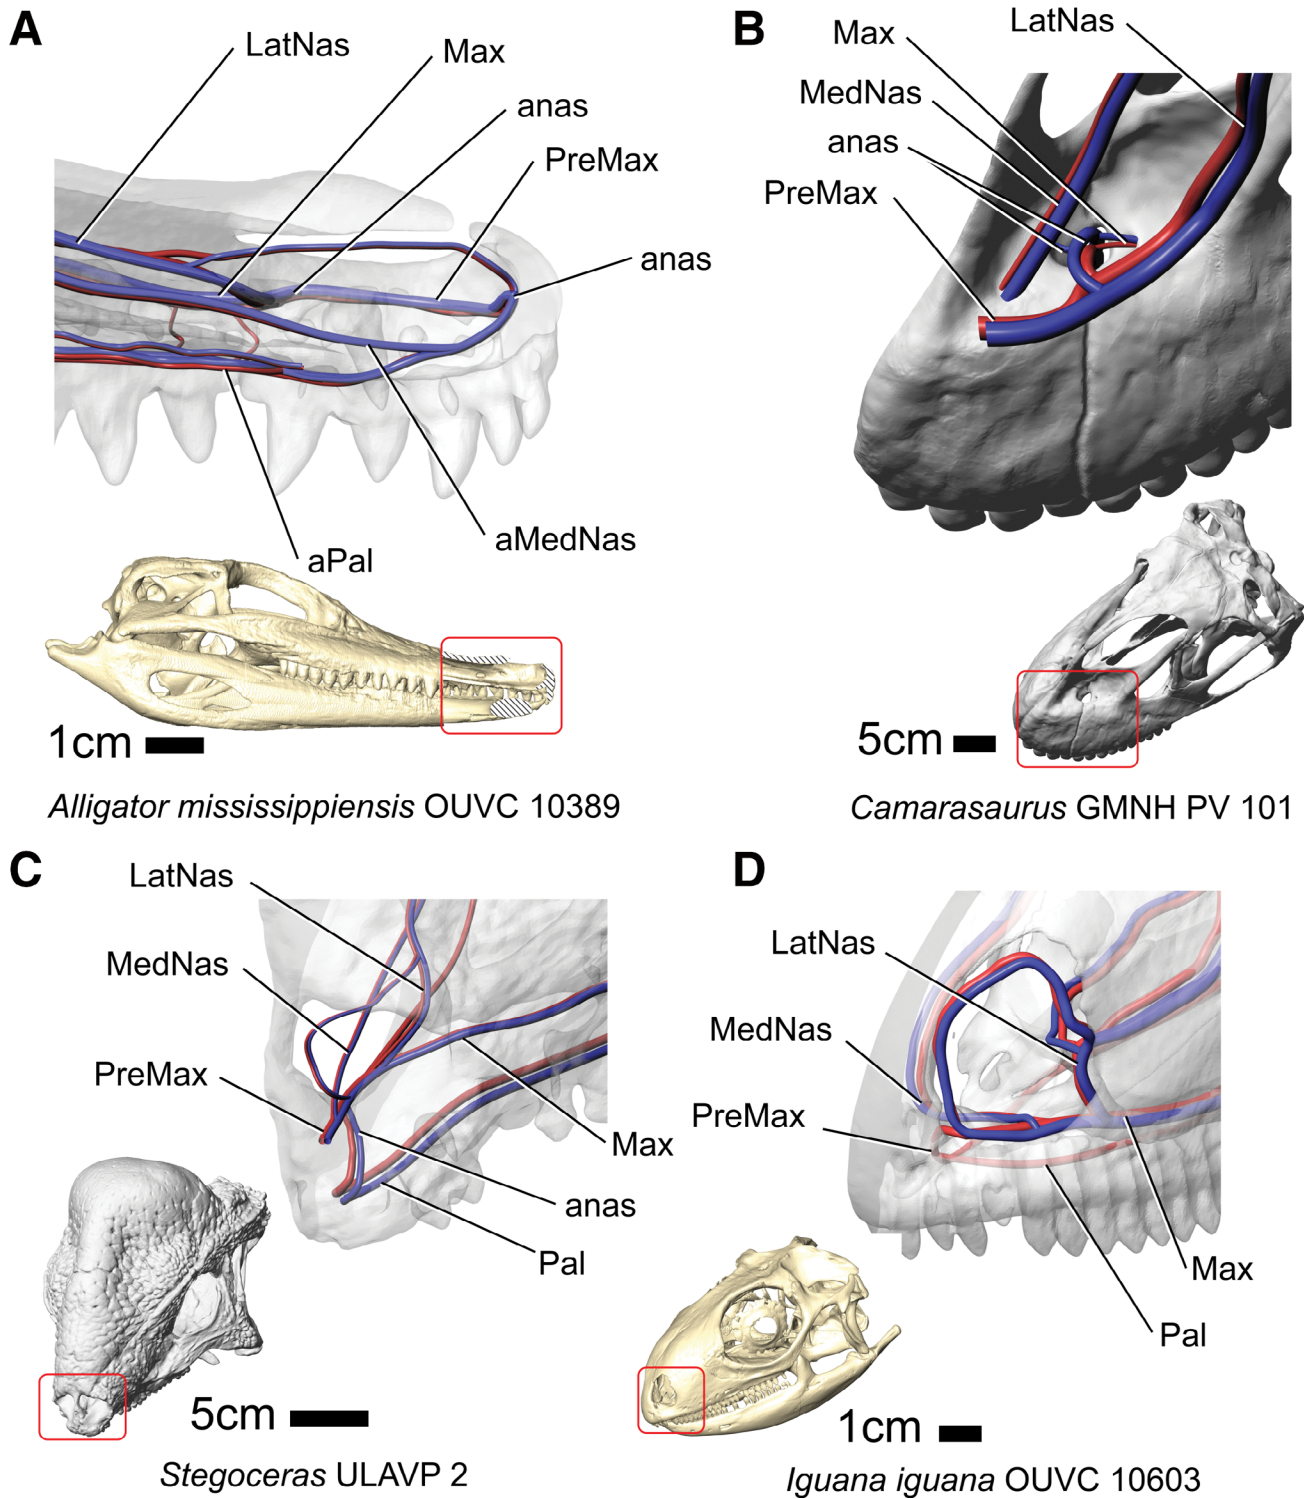 A
LatNas
Max
anas
PreMax
anas
aMedNas
aPal
1cm
Alligator mississippiensis OUVC 10389
B
LatNas
Max
MedNas
anas
PreMax
5cm
Camarasaurus GMNH PV 101
C
LatNas
MedNas
PreMax
Max
anas
Pal
5cm
Stegoceras ULAVP 2
D
LatNas
MedNas
PreMax
Max
Pal
1cm
Iguana iguana OUVC 10603